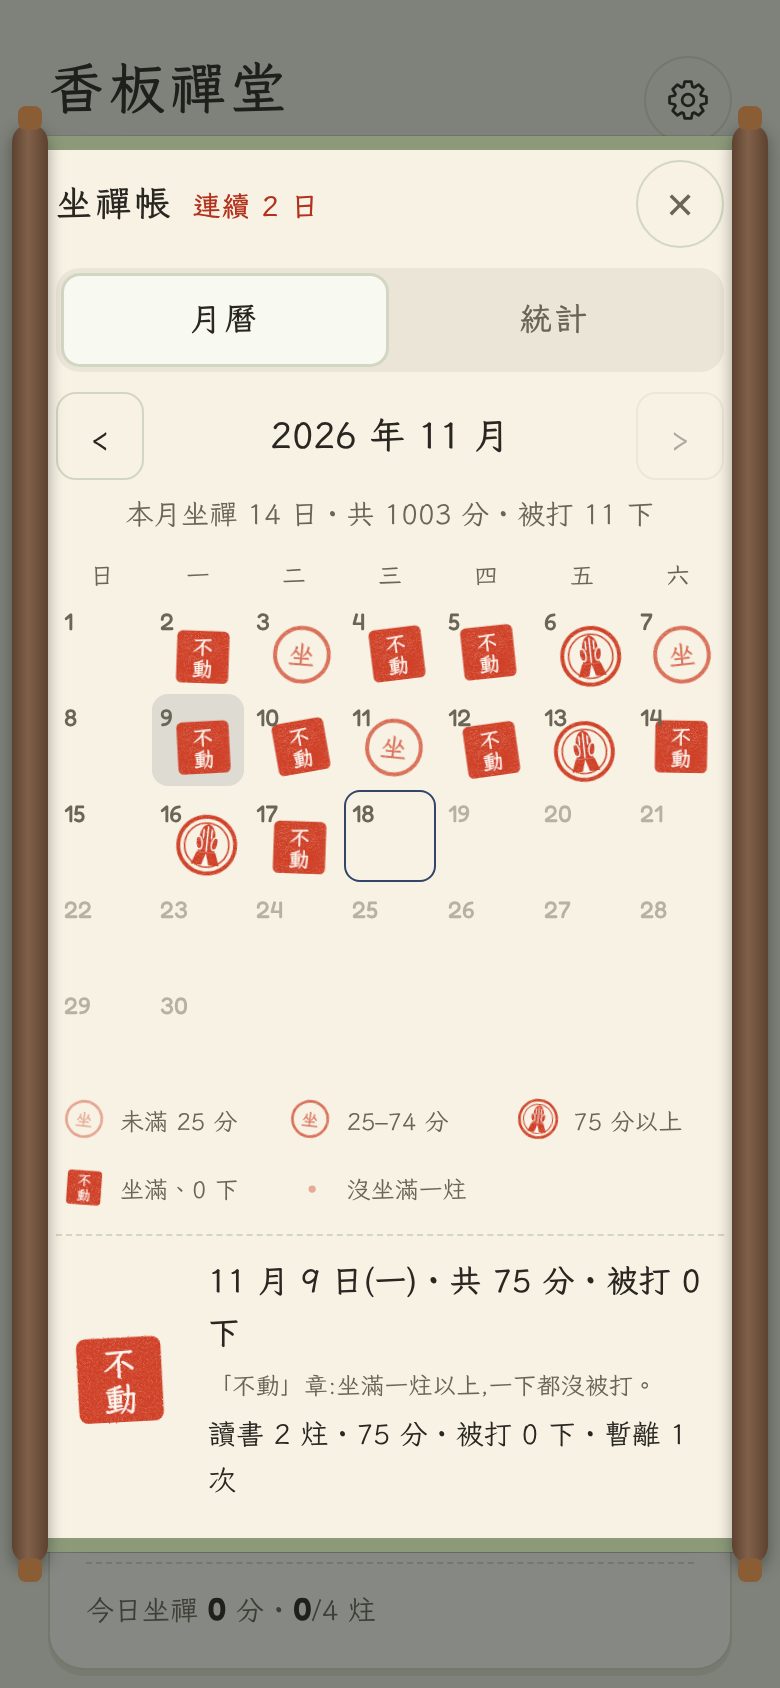 香板禪堂
坐禪帳 連續 2 日
月曆 統計
< 2026 年 11 月 >
本月坐禪 14 日・共 1003 分・被打 11 下
日 一 二 三 四 五 六
1 2 不動 3 坐 4 不動 5 不動 6 7 坐
8 9 不動 10 不動 11 坐 12 不動 13 14 不動
15 16 17 不動 18 19 20 21
22 23 24 25 26 27 28
29 30
坐 未滿 25 分 坐 25–74 分 75 分以上
不動 坐滿、0 下 沒坐滿一炷
11 月 9 日(一)・共 75 分・被打 0
下
不動
「不動」章:坐滿一炷以上,一下都沒被打。
讀書 2 炷・75 分・被打 0 下・暫離 1
次
今日坐禪 0 分・0/4 炷